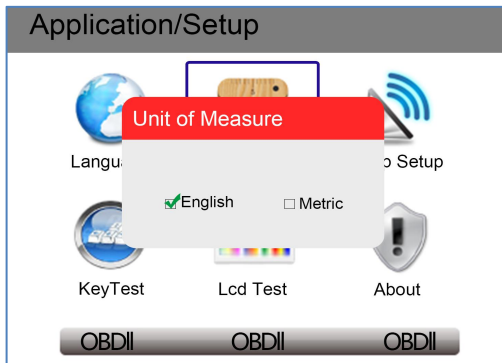 Application/Setup
Unit of Measure
Langu
p Setup
English
Metric
KeyTest
Lcd Test
About
OBDII
OBDII
OBDII